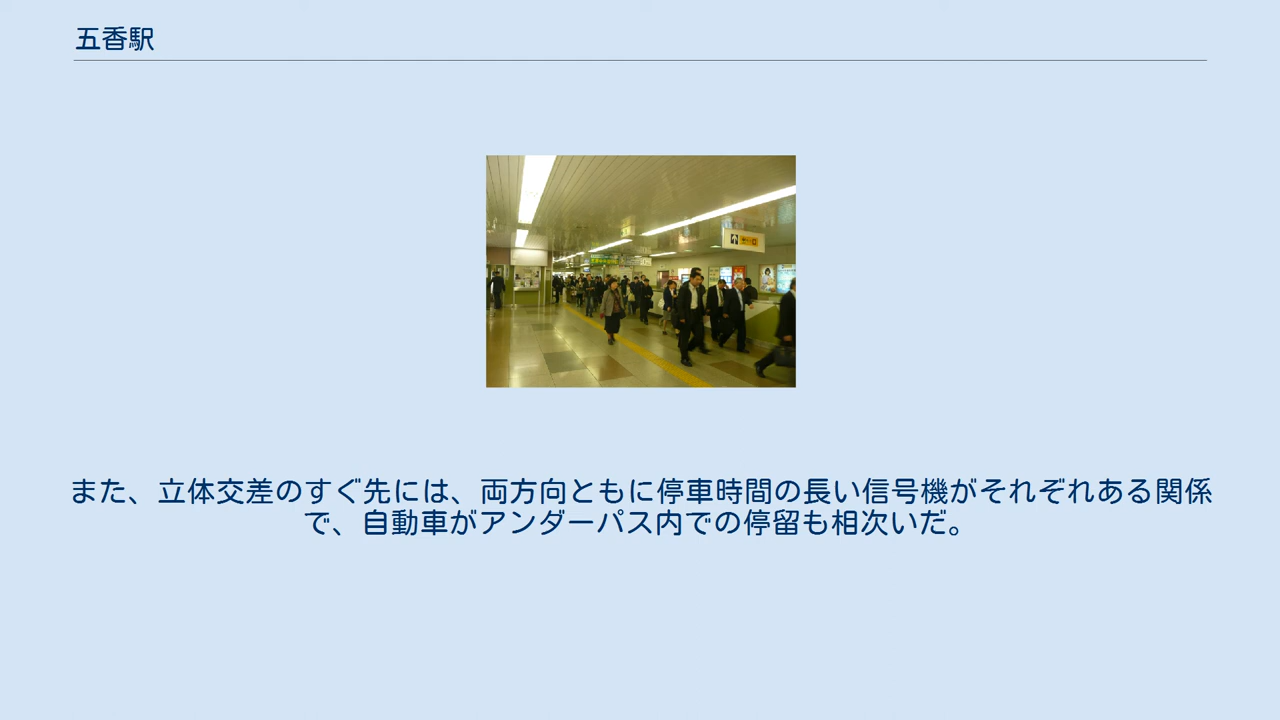 五香駅
また、立体交差のすぐ先には、両方向ともに停車時間の長い信号機がそれぞれある関係
で、自動車がアンダーパス内での停留も相次いだ。